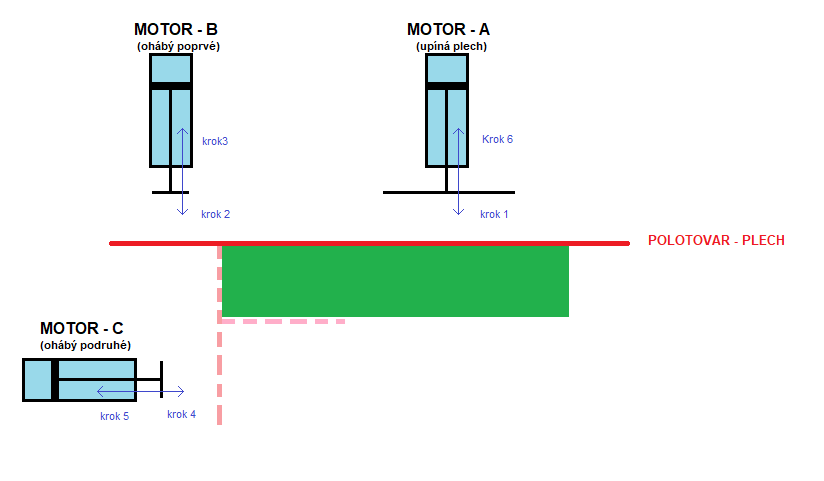 MOTOR - B
(ohábý poprvé)
MOTOR - A
(upíná plech)
krok3
Krok 6
krok 2
krok 1
POLOTOVAR - PLECH
MOTOR - C
(ohábý podruhé)
krok 5
krok 4